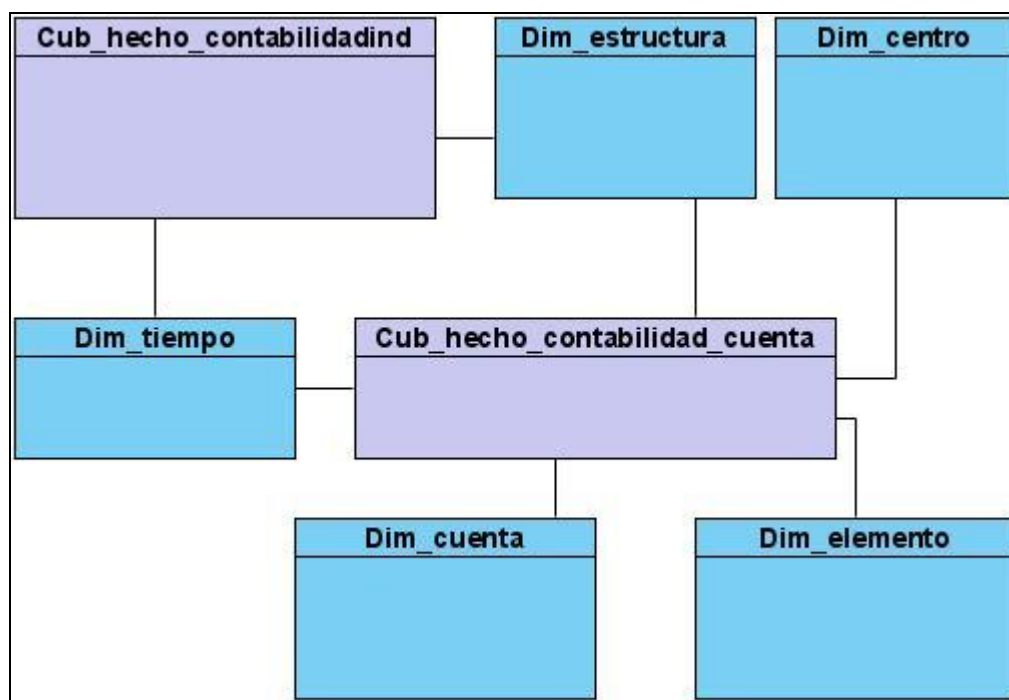 Cub_hecho_contabilidadind
Dim_estructura
Dim_centro
Dim_tiempo
Cub_hecho_contabilidad_cuenta
Dim_cuenta
Dim_elemento